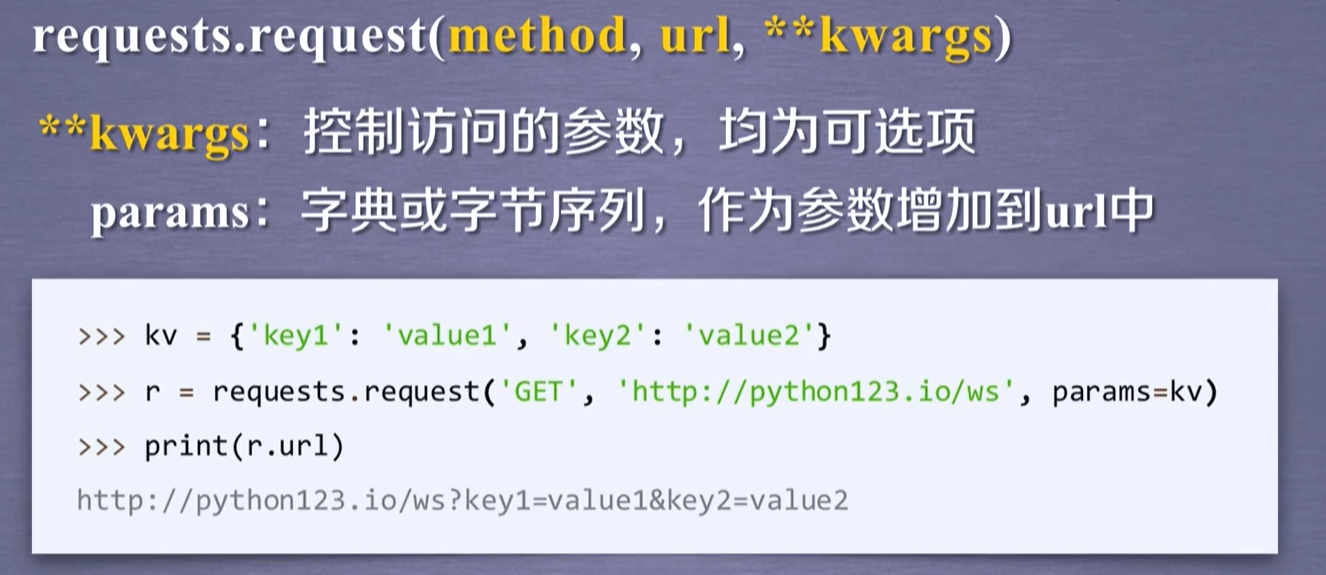 requests.request(method, url, **kwargs)
**kwargs：控制访问的参数，均为可选项
params：字典或字节序列，作为参数增加到url中
>>> kv = {'key1': 'value1', 'key2': 'value2'}
>>> r = requests.request('GET', 'http://python123.io/ws', params=kv)
>>> print(r.url)
http://python123.io/ws?key1=value1&key2=value2